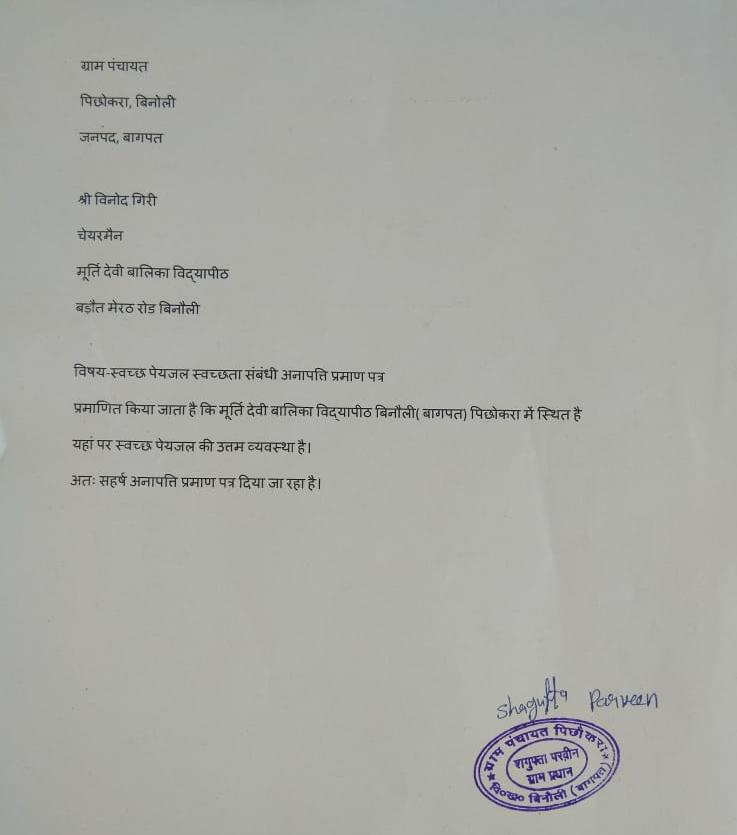 ग्राम पंचायत
पिछोकरा, बिनोली
जनपद, बागपत
श्री विनोद गिरी
चेयरमैन
मूर्ति देवी बालिका विद्यापीठ
बड़ौत मेरठ रोड बिनौली
विषय-स्वच्छ पेयजल स्वच्छता संबंधी अनापत्ति प्रमाण पत्र
प्रमाणित किया जाता है कि मूर्ति देवी बालिका विद्यापीठ बिनौली( बागपत) पिछोकरा में स्थित है
यहां पर स्वच्छ पेयजल की उत्तम व्यवस्था है।
अतः सहर्ष अनापत्ति प्रमाण पत्र दिया जा रहा है।
Shagufta Parveen
ग्राम पंचायत पिछौकरा
शगुफ्ता परवीन
ग्राम प्रधान
वि०ख० बिनौली (बागपत)